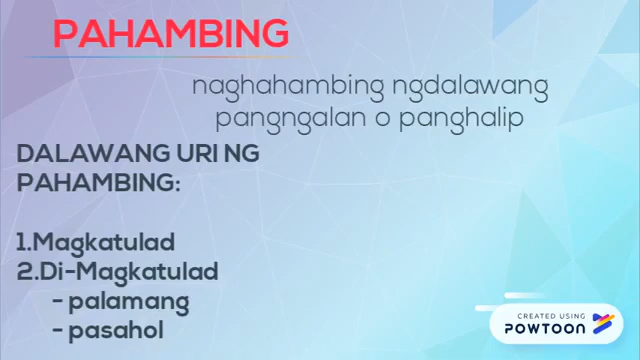 PAHAMBING
naghahambing ngdalawang
pangngalan o panghalip
DALAWANG URI NG
PAHAMBING:
1.Magkatulad
2.Di-Magkatulad
- palamang
- pasahol
CREATED USING
POWTOON